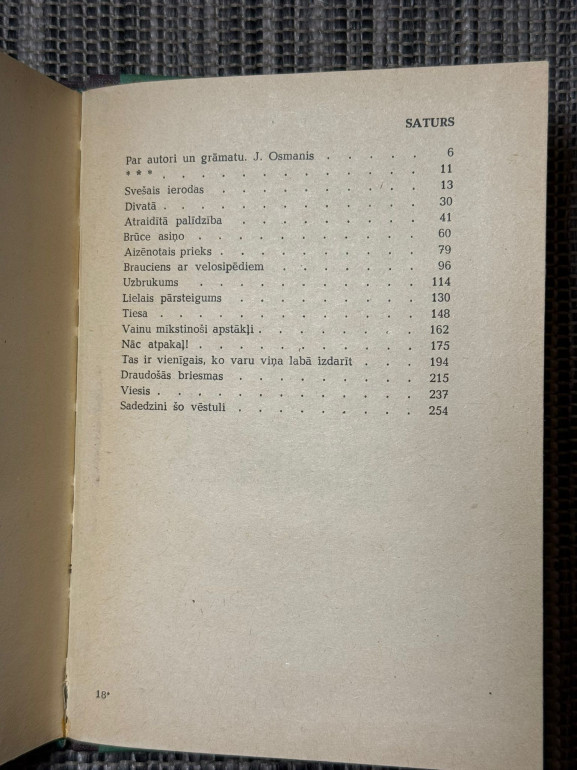 SATURS
Par autori un grāmatu. J. Osmanis . . . . . 6
* * * . . . . . . . . . . . . 11
Svešais ierodas . . . . . . . . . 13
Divatā . . . . . . . . . . . . 30
Atraidītā palīdzība . . . . . . . . 41
Brūce asiņo . . . . . . . . . . 60
Aizēnotais prieks . . . . . . . . . 79
Brauciens ar velosipēdiem . . . . . . 96
Uzbrukums . . . . . . . . . . 114
Lielais pārsteigums . . . . . . . . 130
Tiesa . . . . . . . . . . . . 148
Vainu mīkstinoši apstākļi . . . . . . . 162
Nāc atpakaļ! . . . . . . . . . . 175
Tas ir vienīgais, ko varu viņa labā izdarīt . . . 194
Draudošās briesmas . . . . . . . . 215
Viesis . . . . . . . . . . . . 237
Sadedzini šo vēstuli . . . . . . . . 254
18*